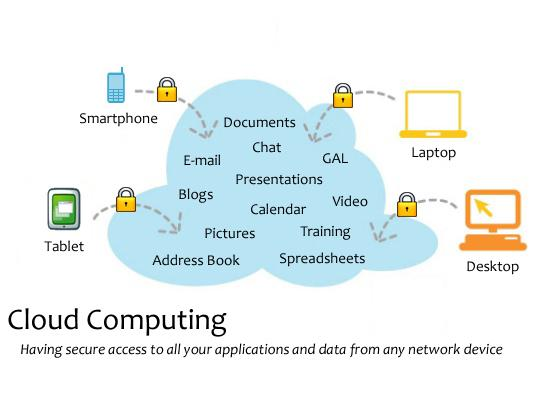 Smartphone
Documents
Chat
E-mail
GAL
Laptop
Presentations
Blogs
Calendar
Video
Tablet
Pictures
Training
Address Book
Spreadsheets
Desktop
Cloud Computing
Having secure access to all your applications and data from any network device